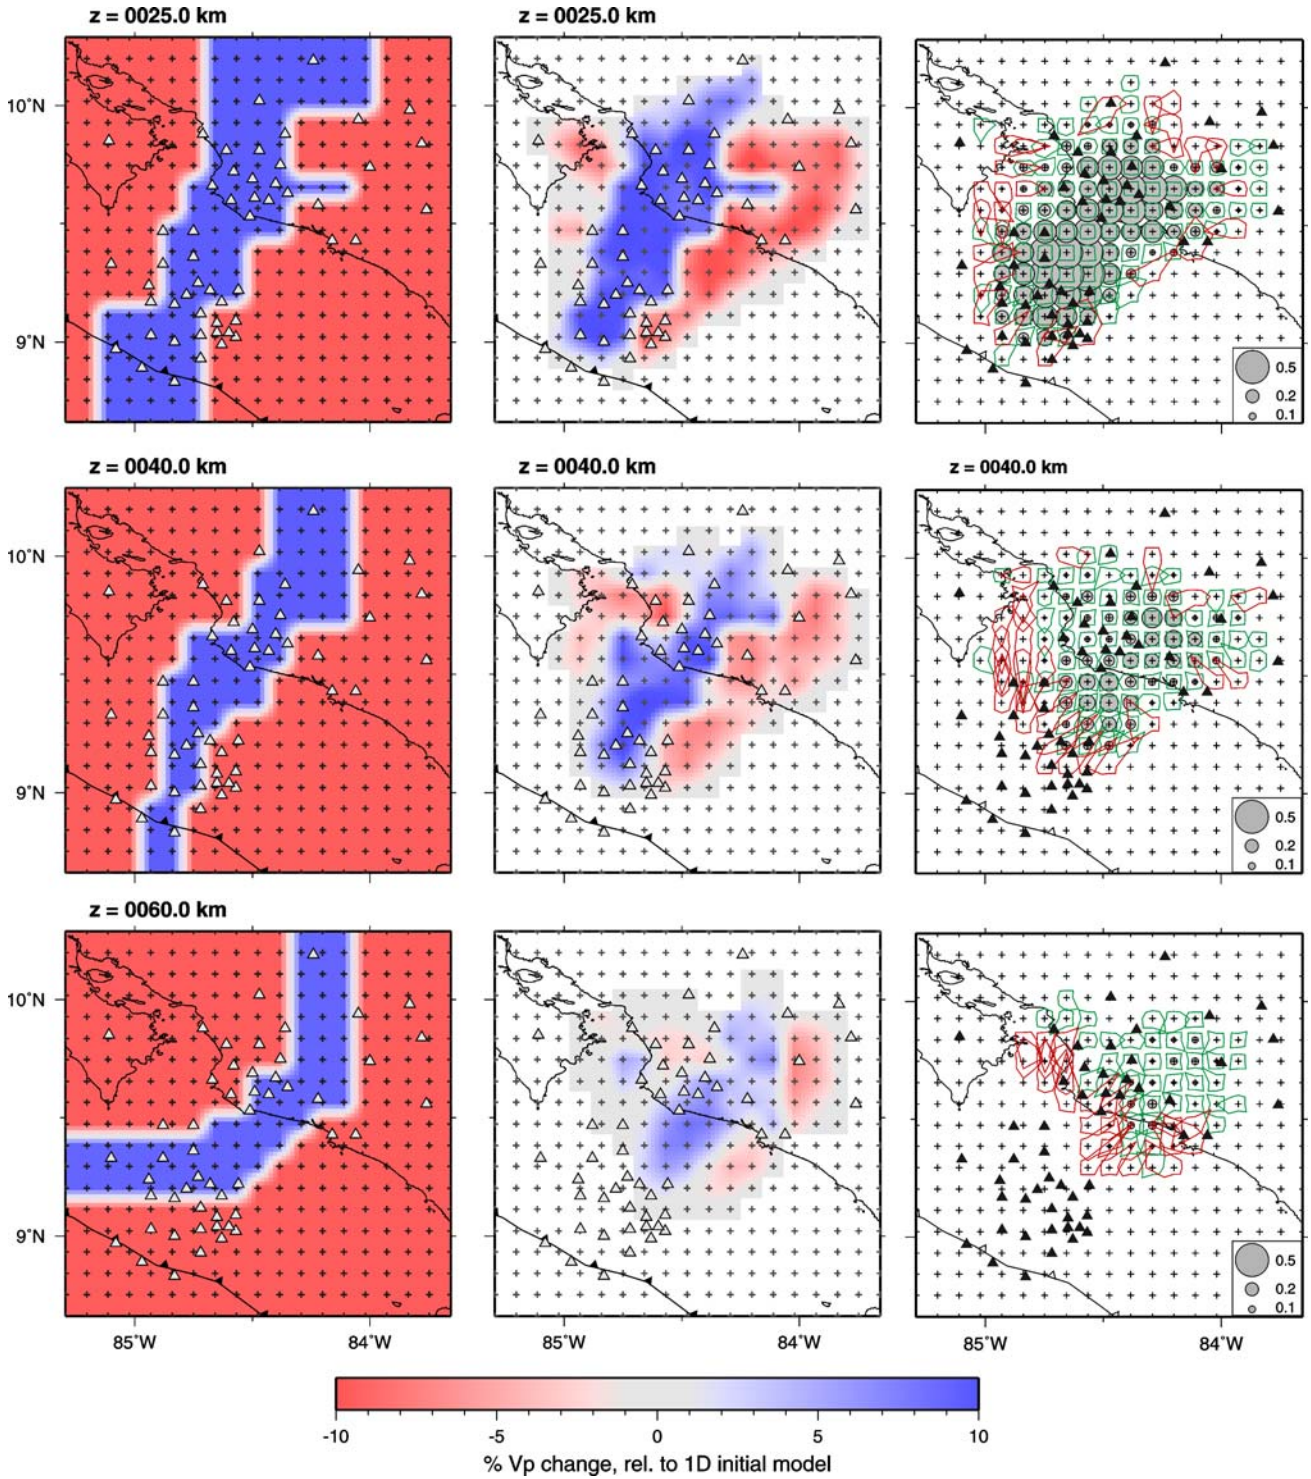 z = 0025.0 km
z = 0025.0 km
10°N
9°N
0.5
0.2
0.1
z = 0040.0 km
z = 0040.0 km
z = 0040.0 km
10°N
9°N
0.5
0.2
0.1
z = 0060.0 km
10°N
9°N
0.5
0.2
0.1
85°W
84°W
85°W
84°W
85°W
84°W
-10
-5
0
5
10
% Vp change, rel. to 1D initial model